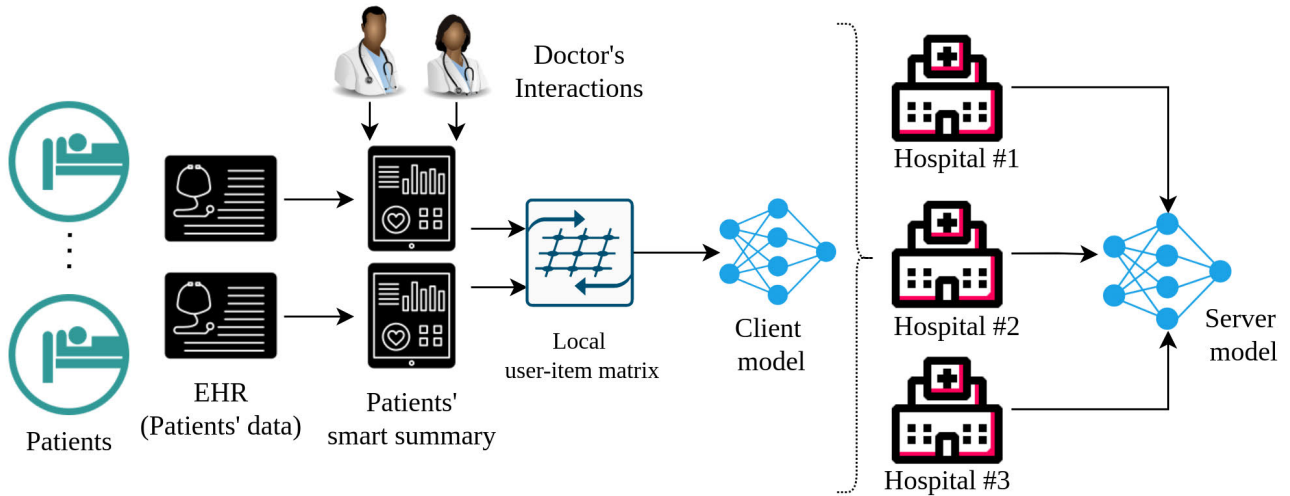 Doctor's
Interactions
Patients
EHR
(Patients' data)
Patients'
smart summary
Local
user-item matrix
Client
model
Hospital #1
Hospital #2
Hospital #3
Server
model